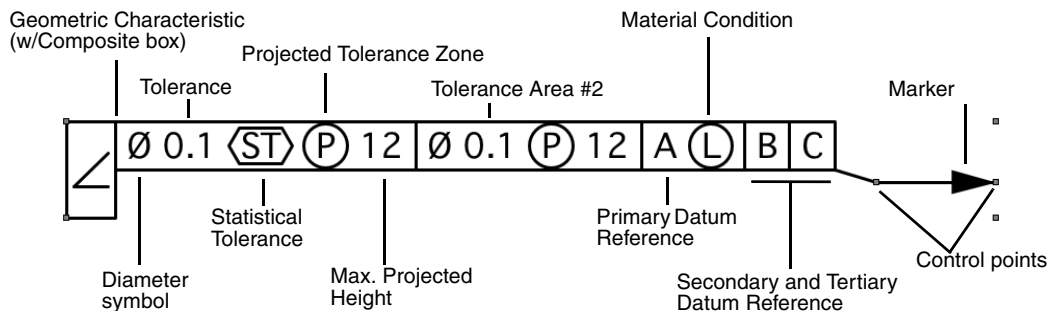 Geometric Characteristic
(w/Composite box)
Material Condition
Projected Tolerance Zone
Tolerance
Tolerance Area #2
Marker
Ø 0.1 ST P 12 Ø 0.1 P 12 A L B C
Statistical
Tolerance
Primary Datum
Reference
Control points
Diameter
symbol
Max. Projected
Height
Secondary and Tertiary
Datum Reference